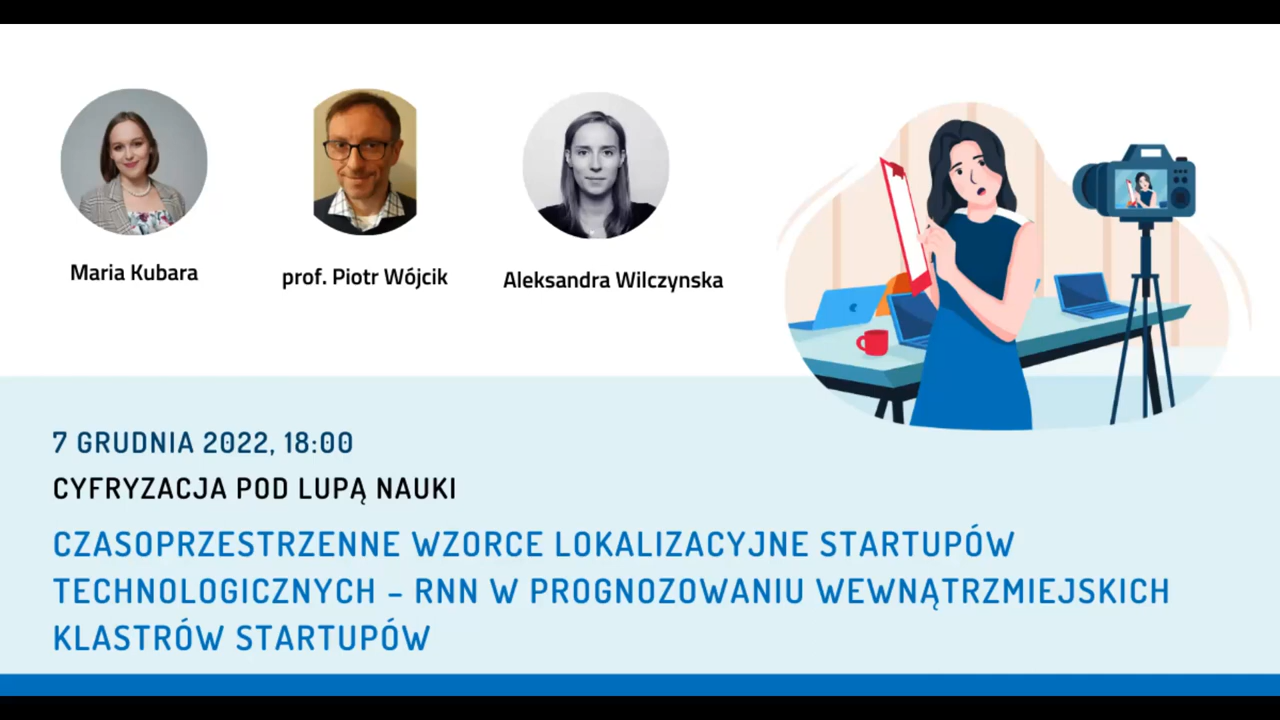 Maria Kubara
prof. Piotr Wójcik
Aleksandra Wilczynska
7 GRUDNIA 2022, 18:00
CYFRYZACJA POD LUPĄ NAUKI
CZASOPRZESTRZENNE WZORCE LOKALIZACYJNE STARTUPÓW
TECHNOLOGICZNYCH – RNN W PROGNOZOWANIU WEWNĄTRZMIEJSKICH
KLASTRÓW STARTUPÓW